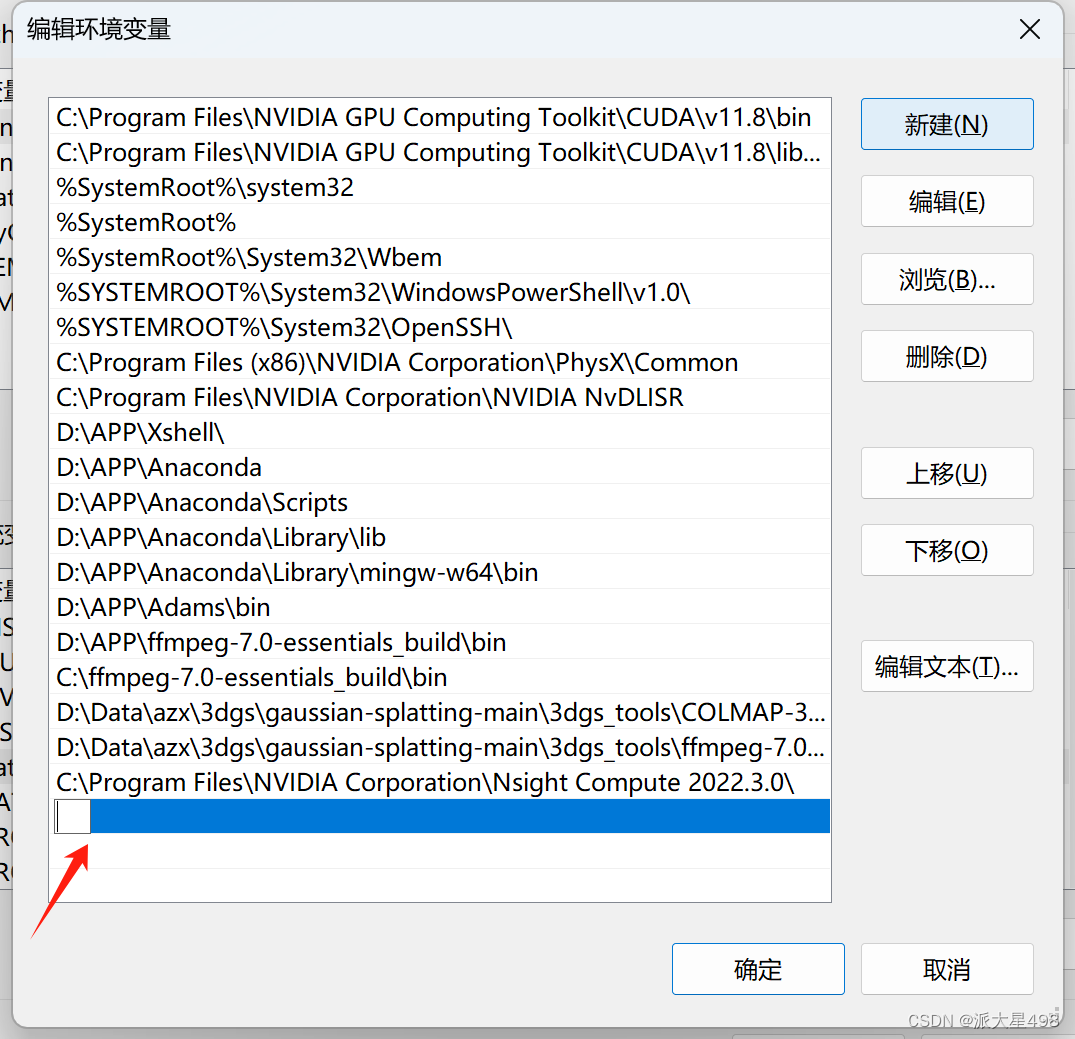 编辑环境变量
C:\Program Files\NVIDIA GPU Computing Toolkit\CUDA\v11.8\bin
C:\Program Files\NVIDIA GPU Computing Toolkit\CUDA\v11.8\lib...
%SystemRoot%\system32
%SystemRoot%
%SystemRoot%\System32\Wbem
%SYSTEMROOT%\System32\WindowsPowerShell\v1.0\
%SYSTEMROOT%\System32\OpenSSH\
C:\Program Files (x86)\NVIDIA Corporation\PhysX\Common
C:\Program Files\NVIDIA Corporation\NVIDIA NvDLISR
D:\APP\Xshell\
D:\APP\Anaconda
D:\APP\Anaconda\Scripts
D:\APP\Anaconda\Library\lib
D:\APP\Anaconda\Library\mingw-w64\bin
D:\APP\Adams\bin
D:\APP\ffmpeg-7.0-essentials_build\bin
C:\ffmpeg-7.0-essentials_build\bin
D:\Data\azx\3dgs\gaussian-splatting-main\3dgs_tools\COLMAP-3...
D:\Data\azx\3dgs\gaussian-splatting-main\3dgs_tools\ffmpeg-7.0...
C:\Program Files\NVIDIA Corporation\Nsight Compute 2022.3.0\
新建(N)
编辑(E)
浏览(B)...
删除(D)
上移(U)
下移(O)
编辑文本(T)...
确定
取消
CSDN @派大星498